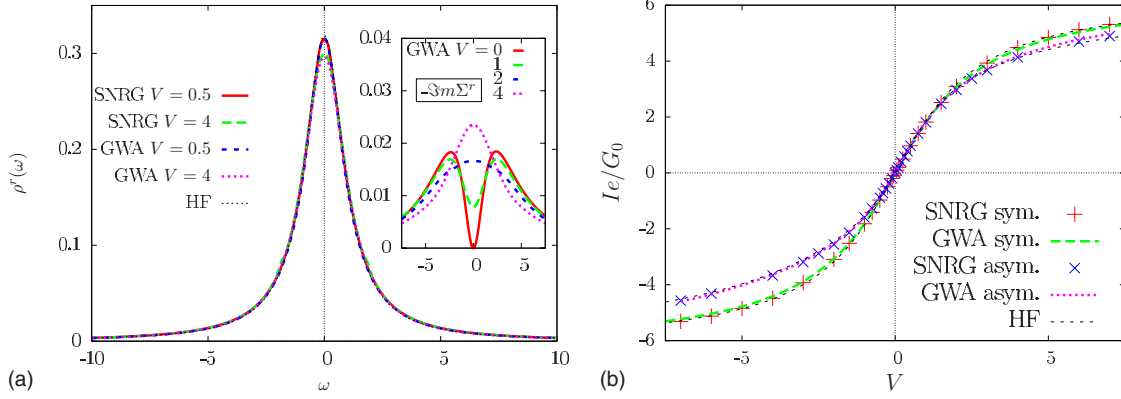 0.3
0.2
0.1
0
-10
-5
0
5
10
ρ^r(ω)
ω
(a)
SNRG V = 0.5
SNRG V = 4
GWA V = 0.5
GWA V = 4
HF
0.04
0.03
0.02
0.01
0
-5
0
5
GWA V = 0
1
2
4
-ℑmΣ^r
6
4
2
0
-2
-4
-6
-5
0
5
Ie/G_0
V
(b)
SNRG sym.
GWA sym.
SNRG asym.
GWA asym.
HF